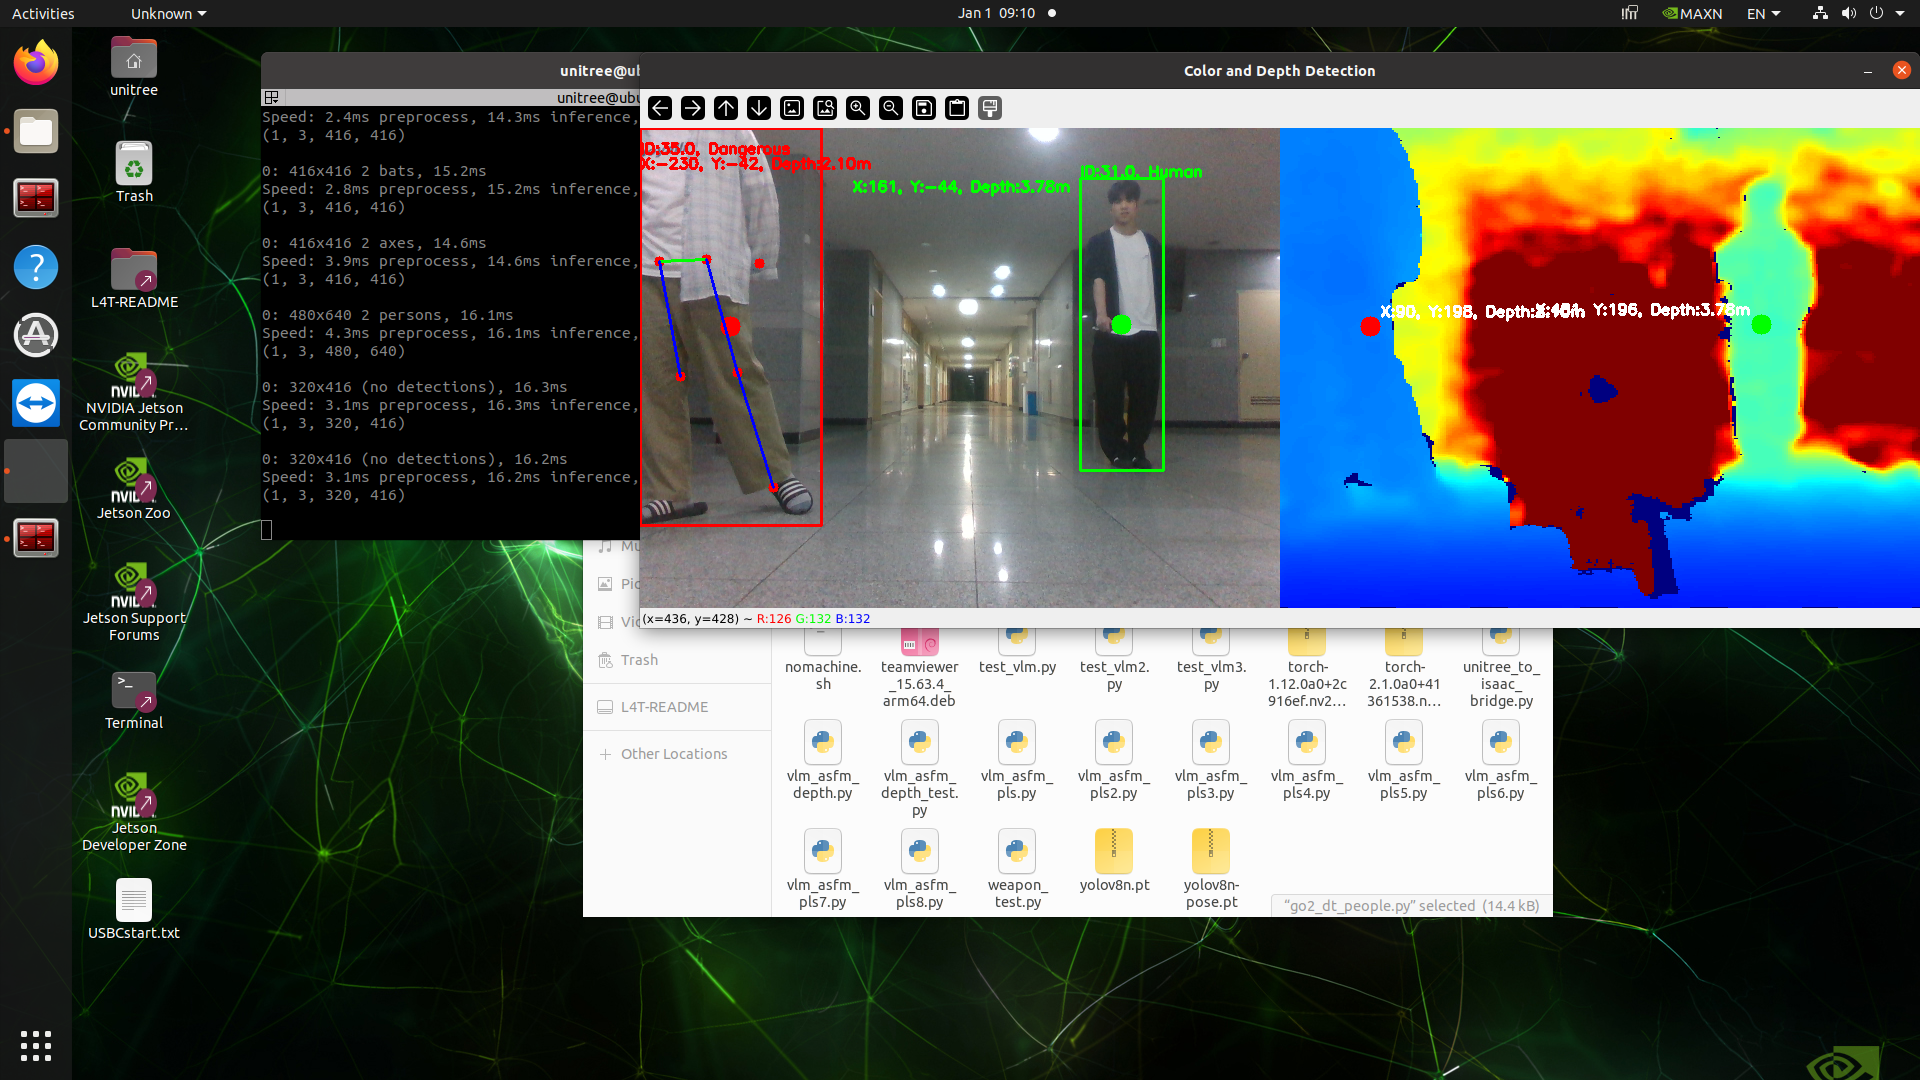 Activities
Unknown
Jan 1 09:10
MAXN
EN
unitree
Trash
L4T-README
NVIDIA Jetson
Community Pr…
Jetson Zoo
Jetson Support
Forums
Terminal
Jetson
Developer Zone
USBCstart.txt
unitree@ub
unitree@ubu
Speed: 2.4ms preprocess, 14.3ms inference,
(1, 3, 416, 416)
0: 416x416 2 bats, 15.2ms
Speed: 2.8ms preprocess, 15.2ms inference,
(1, 3, 416, 416)
0: 416x416 2 axes, 14.6ms
Speed: 3.9ms preprocess, 14.6ms inference,
(1, 3, 416, 416)
0: 480x640 2 persons, 16.1ms
Speed: 4.3ms preprocess, 16.1ms inference,
(1, 3, 480, 640)
0: 320x416 (no detections), 16.3ms
Speed: 3.1ms preprocess, 16.3ms inference,
(1, 3, 320, 416)
0: 320x416 (no detections), 16.2ms
Speed: 3.1ms preprocess, 16.2ms inference,
(1, 3, 320, 416)
Color and Depth Detection
ID:35.0, Dangerous
X:-230, Y:-42, Depth:2.10m
ID:31.0, Human
X:161, Y:-44, Depth:3.78m
X:90, Y:198, Depth:
Y:196, Depth:3.78m
(x=436, y=428) ~ R:126 G:132 B:132
Mu
Pic
Vid
Trash
L4T-README
Other Locations
nomachine.
sh
teamviewer
_15.63.4_
arm64.deb
test_vlm.py
test_vlm2.
py
test_vlm3.
py
torch-
1.12.0a0+2c
916ef.nv2…
torch-
2.1.0a0+41
361538.n…
unitree_to_
isaac_
bridge.py
vlm_asfm_
depth.py
vlm_asfm_
depth_test.
py
vlm_asfm_
pls.py
vlm_asfm_
pls2.py
vlm_asfm_
pls3.py
vlm_asfm_
pls4.py
vlm_asfm_
pls5.py
vlm_asfm_
pls6.py
vlm_asfm_
pls7.py
vlm_asfm_
pls8.py
weapon_
test.py
yolov8n.pt
yolov8n-
pose.pt
“go2_dt_people.py” selected (14.4 kB)